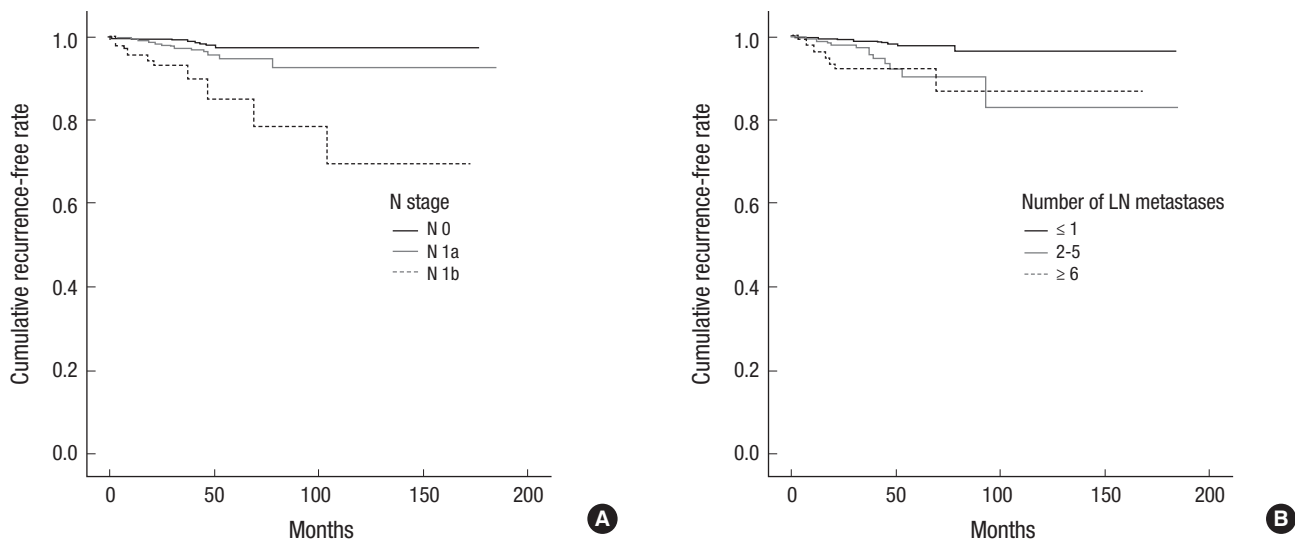 Cumulative recurrence-free rate
1.0
0.8
0.6
0.4
0.2
0.0
0 50 100 150 200
Months
N stage
N 0
N 1a
N 1b
A
Cumulative recurrence-free rate
1.0
0.8
0.6
0.4
0.2
0.0
0 50 100 150 200
Months
Number of LN metastases
≤ 1
2-5
≥ 6
B